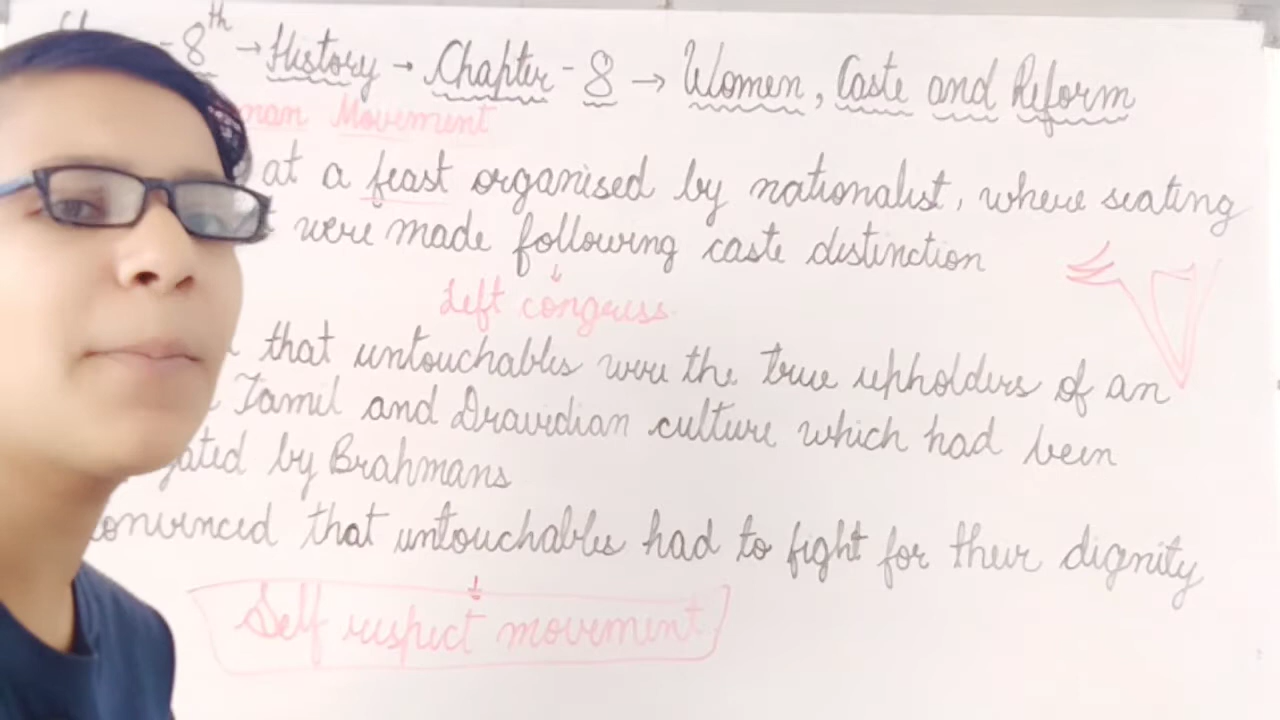 8th → History → Chapter - 8 → Women, Caste and Reform
Movement
at a feast organised by nationalist, where seating
were made following caste distinction
↓
Left congress.
that untouchables were the true upholders of an
Tamil and Dravidian culture which had been
by Brahmans
convinced that untouchables had to fight for their dignity
↓
Self respect movement